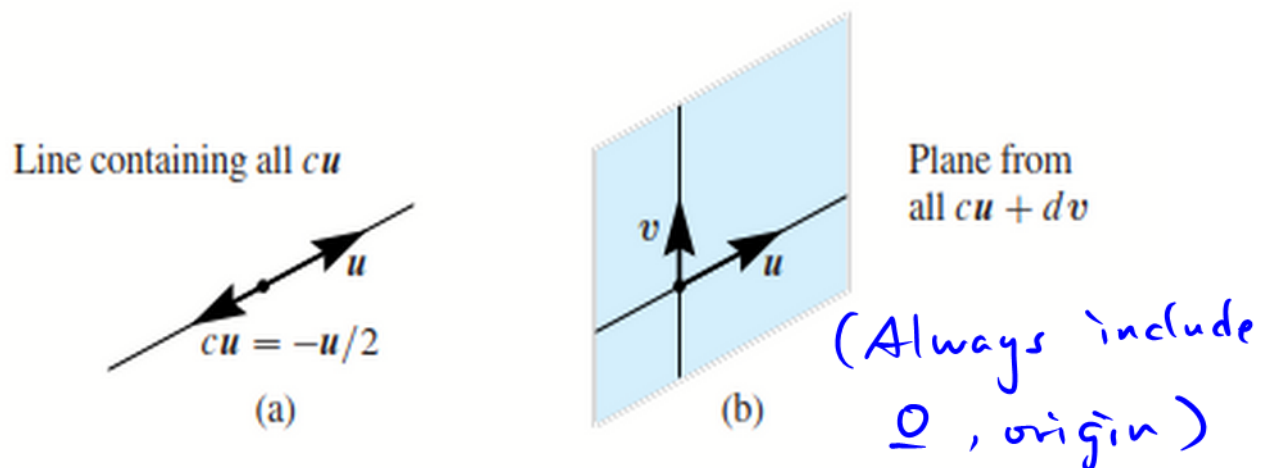 Line containing all cu
u
cu = −u/2
(a)
v
u
(b)
Plane from
all cu + dv
(Always include
0, origin)